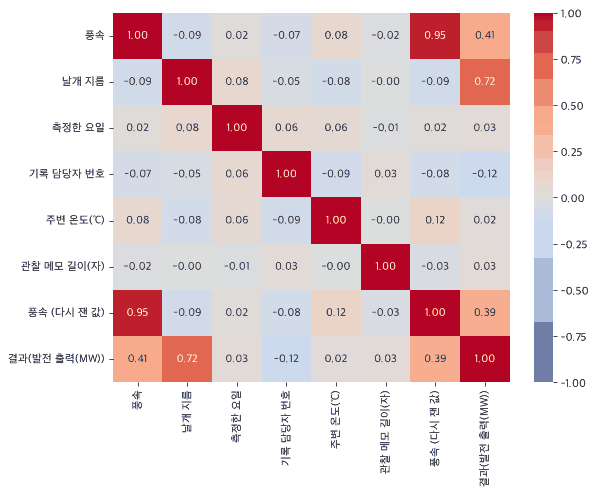 풍속 1.00 -0.09 0.02 -0.07 0.08 -0.02 0.95 0.41
날개 지름 -0.09 1.00 0.08 -0.05 -0.08 -0.00 -0.09 0.72
측정한 요일 0.02 0.08 1.00 0.06 0.06 -0.01 0.02 0.03
기록 담당자 번호 -0.07 -0.05 0.06 1.00 -0.09 0.03 -0.08 -0.12
주변 온도(℃) 0.08 -0.08 0.06 -0.09 1.00 -0.00 0.12 0.02
관찰 메모 길이(자) -0.02 -0.00 -0.01 0.03 -0.00 1.00 -0.03 0.03
풍속 (다시 잰 값) 0.95 -0.09 0.02 -0.08 0.12 -0.03 1.00 0.39
결과(발전 출력(MW)) 0.41 0.72 0.03 -0.12 0.02 0.03 0.39 1.00
풍속
날개 지름
측정한 요일
기록 담당자 번호
주변 온도(℃)
관찰 메모 길이(자)
풍속 (다시 잰 값)
결과(발전 출력(MW))
1.00
0.75
0.50
0.25
0.00
-0.25
-0.50
-0.75
-1.00